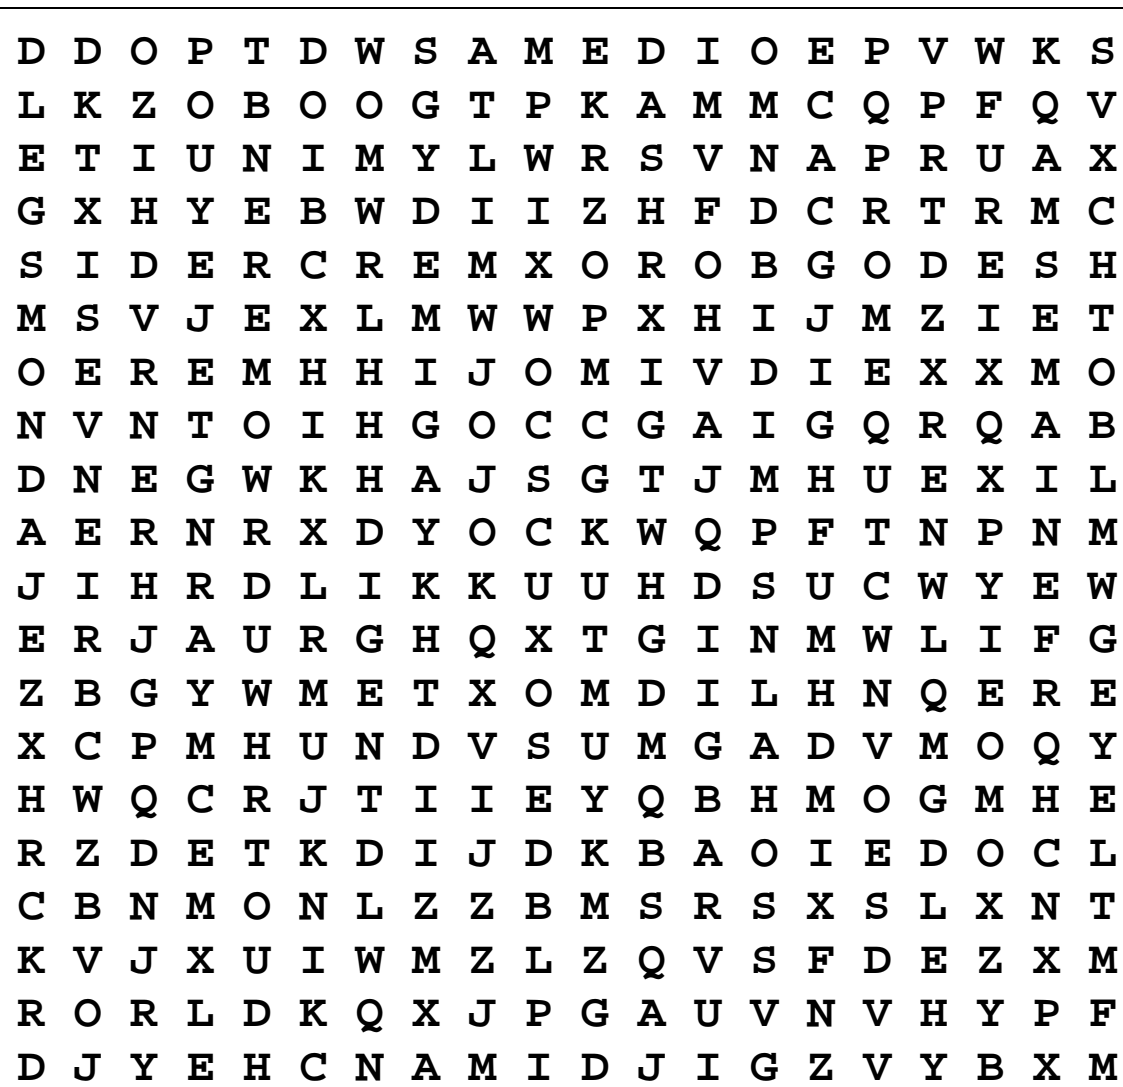 D D O P T D W S A M E D I O E P V W K S
L K Z O B O O G T P K A M M C Q P F Q V
E T I U N I M Y L W R S V N A P R U A X
G X H Y E B W D I I Z H F D C R T R M C
S I D E R C R E M X O R O B G O D E S H
M S V J E X L M W W P X H I J M Z I E T
O E R E M H H I J O M I V D I E X X M O
N V N T O I H G O C C G A I G Q R Q A B
D N E G W K H A J S G T J M H U E X I L
A E R N R X D Y O C K W Q P F T N P N M
J I H R D L I K K U U H D S U C W Y E W
E R J A U R G H Q X T G I N M W L I F G
Z B G Y W M E T X O M D I L H N Q E R E
X C P M H U N D V S U M G A D V M O Q Y
H W Q C R J T I I E Y Q B H M O G M H E
R Z D E T K D I J D K B A O I E D O C L
C B N M O N L Z Z B M S R S X S L X N T
K V J X U I W M Z L Z Q V S F D E Z X M
R O R L D K Q X J P G A U V N V H Y P F
D J Y E H C N A M I D J I G Z V Y B X M